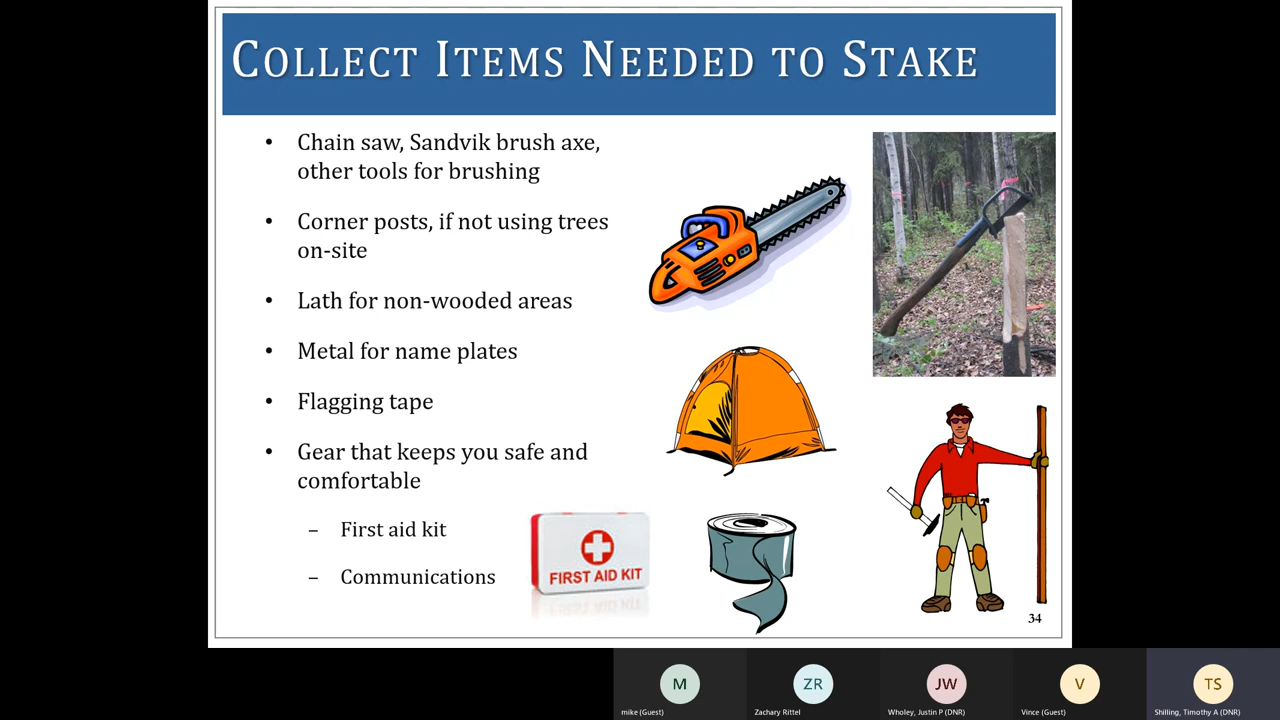 COLLECT ITEMS NEEDED TO STAKE
• Chain saw, Sandvik brush axe,
other tools for brushing
• Corner posts, if not using trees
on-site
• Lath for non-wooded areas
• Metal for name plates
• Flagging tape
• Gear that keeps you safe and
comfortable
– First aid kit
– Communications
FIRST AID KIT
34
M
ZR
JW
V
TS
mike (Guest)
Zachary Rittel
Wholey, Justin P (DNR)
Vince (Guest)
Shilling, Timothy A (DNR)